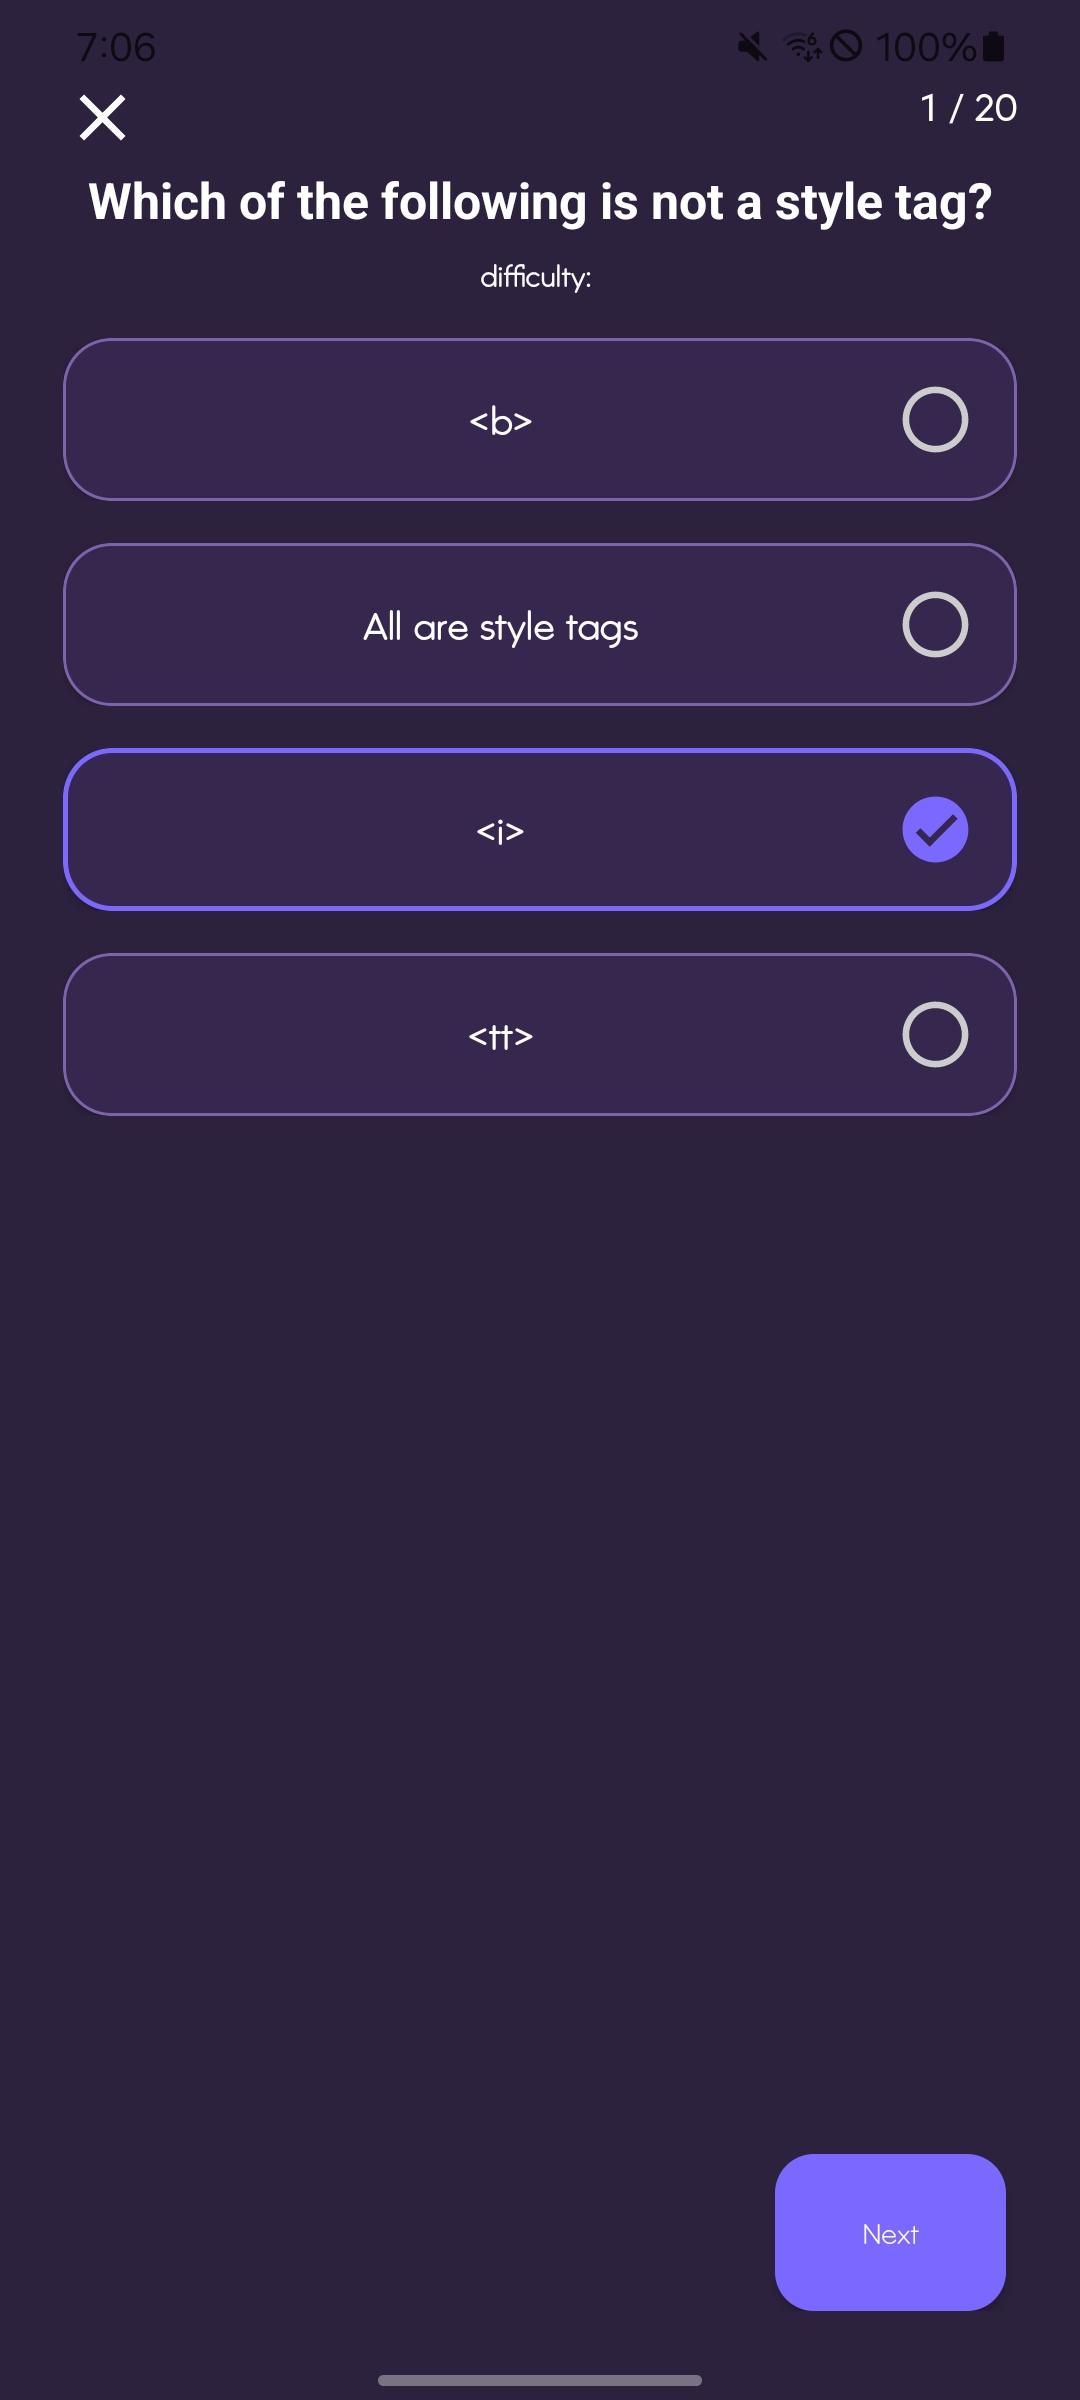 7:06
6
100%
1 / 20
Which of the following is not a style tag?
difficulty:
<b>
All are style tags
<i>
<tt>
Next